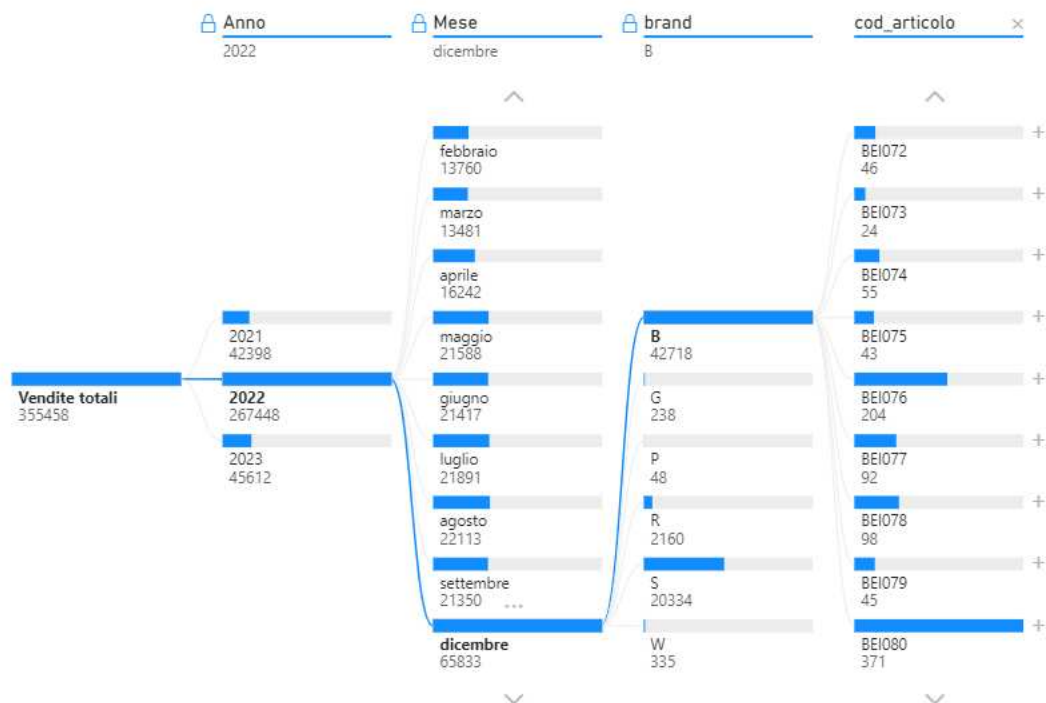 Anno
2022
Mese
dicembre
brand
B
cod_articolo
Vendite totali
355458
2021
42398
2022
267448
2023
45612
febbraio
13760
marzo
13481
aprile
16242
maggio
21588
giugno
21417
luglio
21891
agosto
22113
settembre
21350
...
dicembre
65833
B
42718
G
238
P
48
R
2160
S
20334
W
335
BEI072
46
BEI073
24
BEI074
55
BEI075
43
BEI076
204
BEI077
92
BEI078
98
BEI079
45
BEI080
371